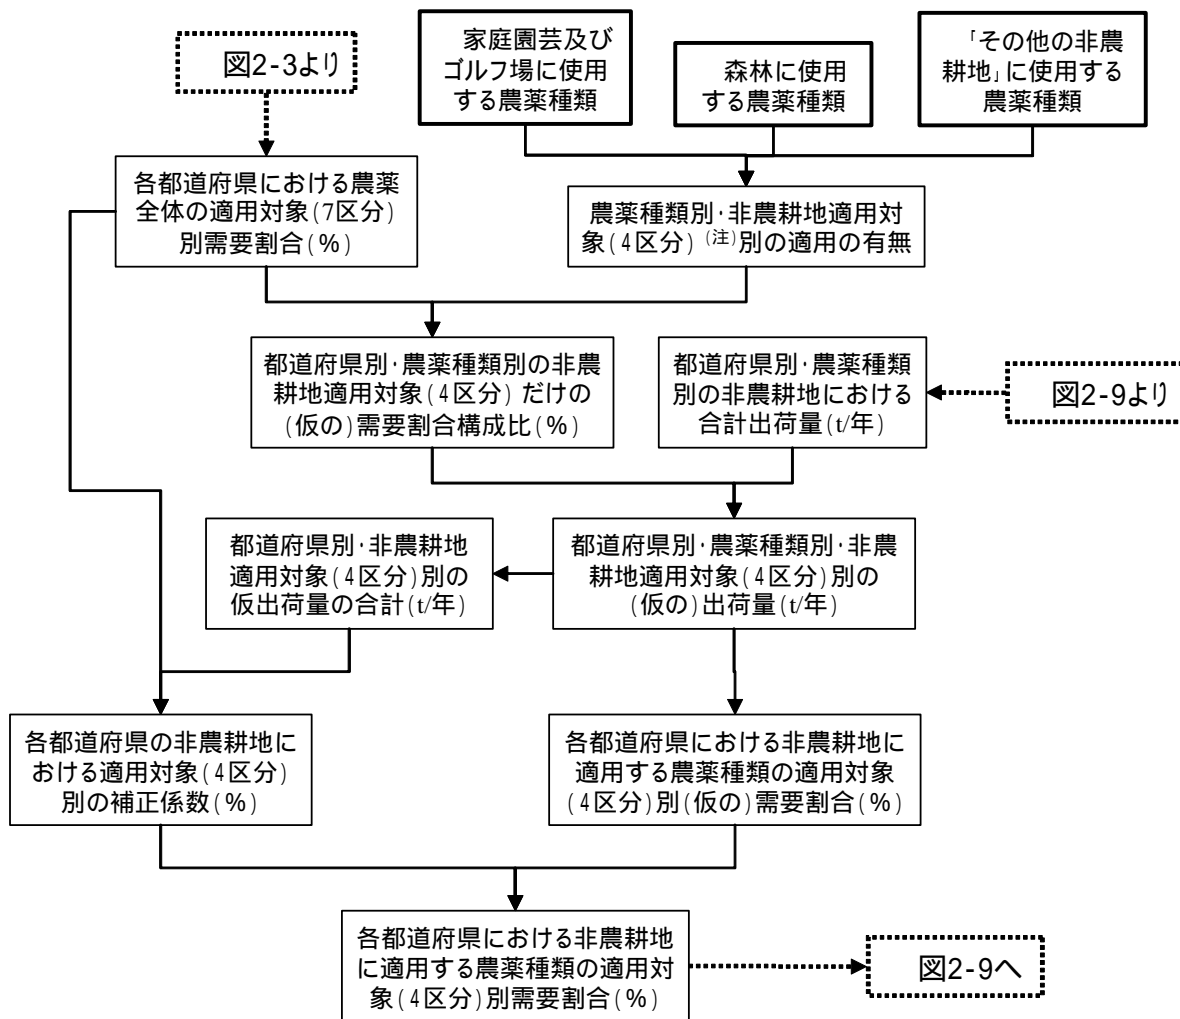 図2-3より
家庭園芸及び
ゴルフ場に使用
する農薬種類
森林に使用
する農薬種類
「その他の非農
耕地」に使用する
農薬種類
各都道府県における農薬
全体の適用対象(7区分)
別需要割合(%)
農薬種類別・非農耕地適用対
象(4区分)(注)別の適用の有無
都道府県別・農薬種類別の非農
耕地適用対象(4区分)だけの
(仮の)需要割合構成比(%)
都道府県別・農薬種類
別の非農耕地における
合計出荷量(t/年)
図2-9より
都道府県別・非農耕地
適用対象(4区分)別の
仮出荷量の合計(t/年)
都道府県別・農薬種類別・非農
耕地適用対象(4区分)別の
(仮の)出荷量(t/年)
各都道府県の非農耕地に
おける適用対象(4区分)
別の補正係数(%)
各都道府県における非農耕地に
適用する農薬種類の適用対象
(4区分)別(仮の)需要割合(%)
各都道府県における非農耕地
に適用する農薬種類の適用対
象(4区分)別需要割合(%)
図2-9へ